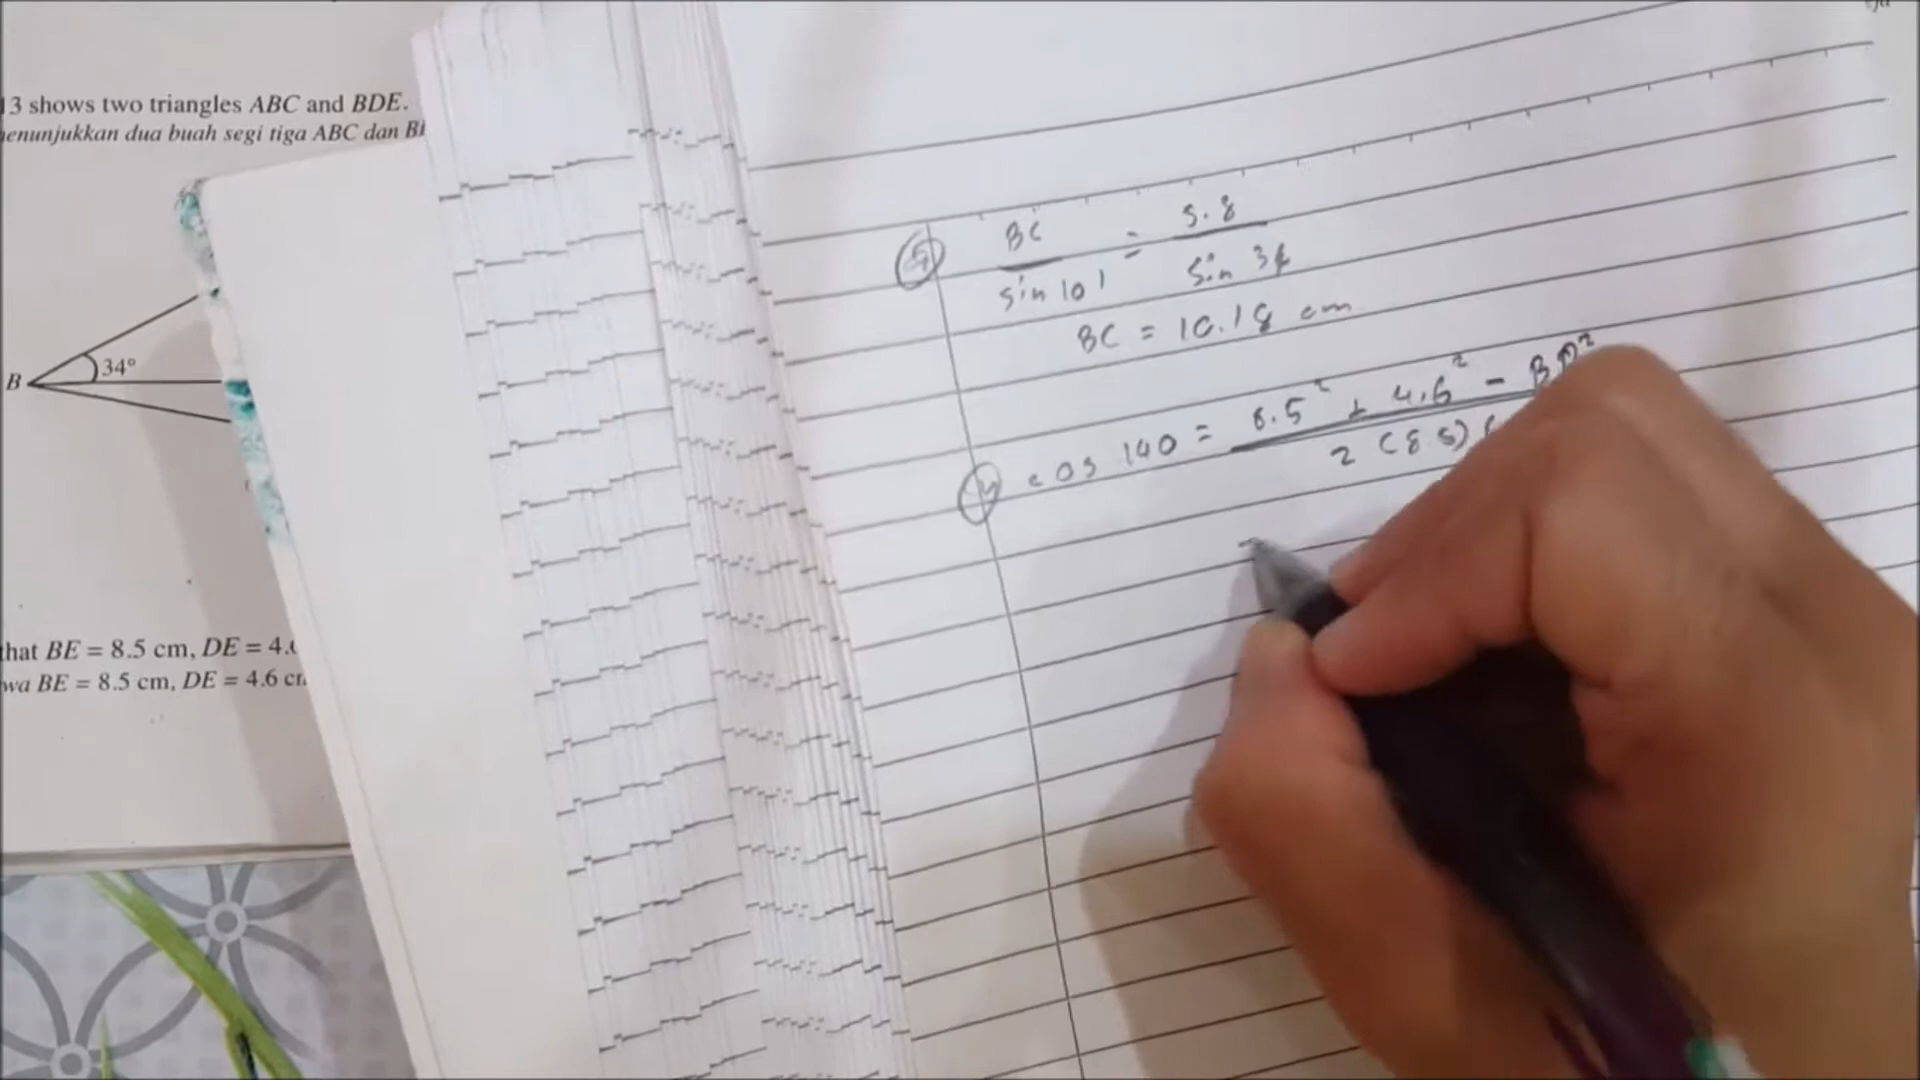 13 shows two triangles ABC and BDE.
menunjukkan dua buah segi tiga ABC dan B
B
34°
that BE = 8.5 cm, DE = 4.
wa BE = 8.5 cm, DE = 4.6 cm
BC / sin 101 = 5.8 / sin 34
BC = 10.18 cm
cos 140 = 8.5² + 4.6² - BD² / 2 (8.5) (